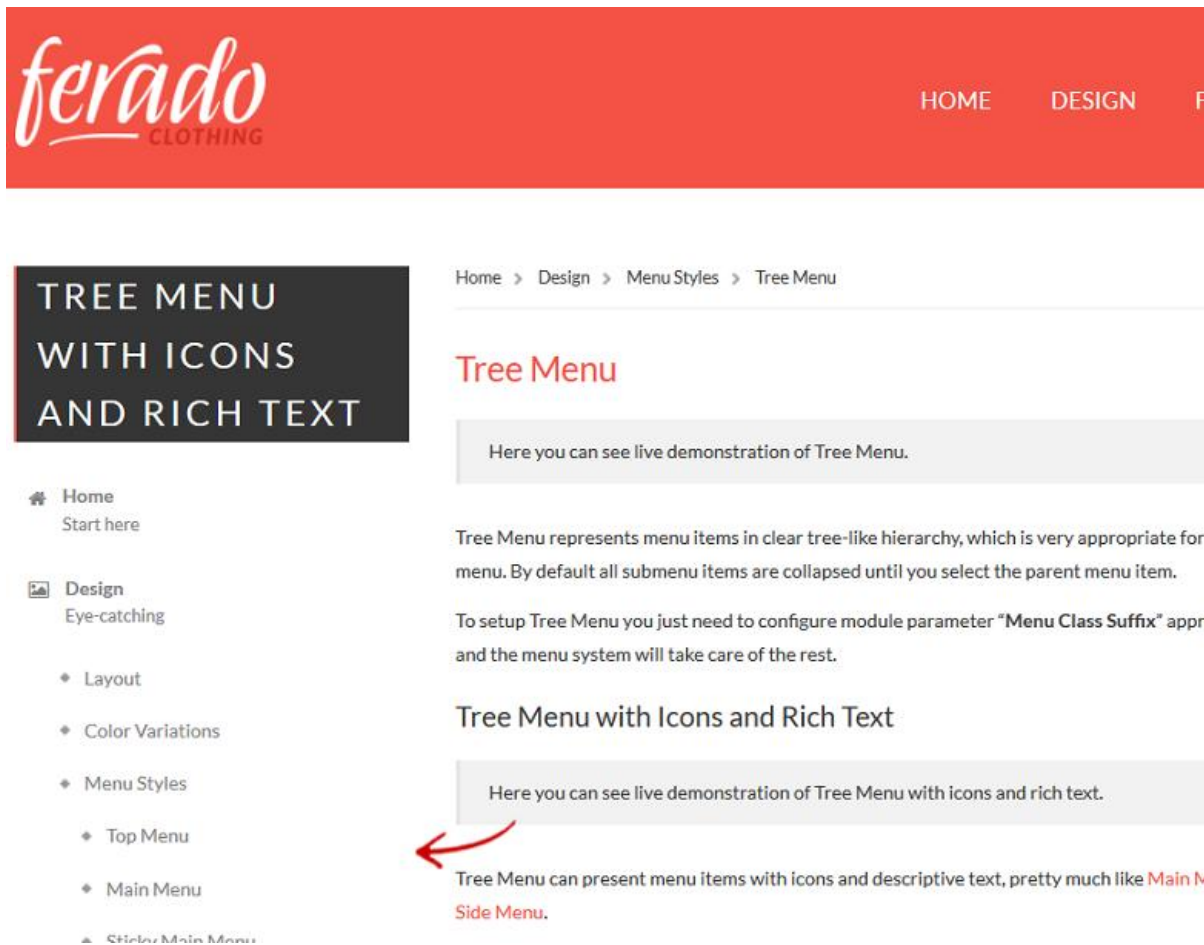 ferado
CLOTHING
HOME DESIGN
TREE MENU
WITH ICONS
AND RICH TEXT
Home
Start here
Design
Eye-catching
Layout
Color Variations
Menu Styles
Top Menu
Main Menu
Sticky Main Menu
Home > Design > Menu Styles > Tree Menu
Tree Menu
Here you can see live demonstration of Tree Menu.
Tree Menu represents menu items in clear tree-like hierarchy, which is very appropriate for
menu. By default all submenu items are collapsed until you select the parent menu item.
To setup Tree Menu you just need to configure module parameter “Menu Class Suffix” appr
and the menu system will take care of the rest.
Tree Menu with Icons and Rich Text
Here you can see live demonstration of Tree Menu with icons and rich text.
Tree Menu can present menu items with icons and descriptive text, pretty much like Main M
Side Menu.